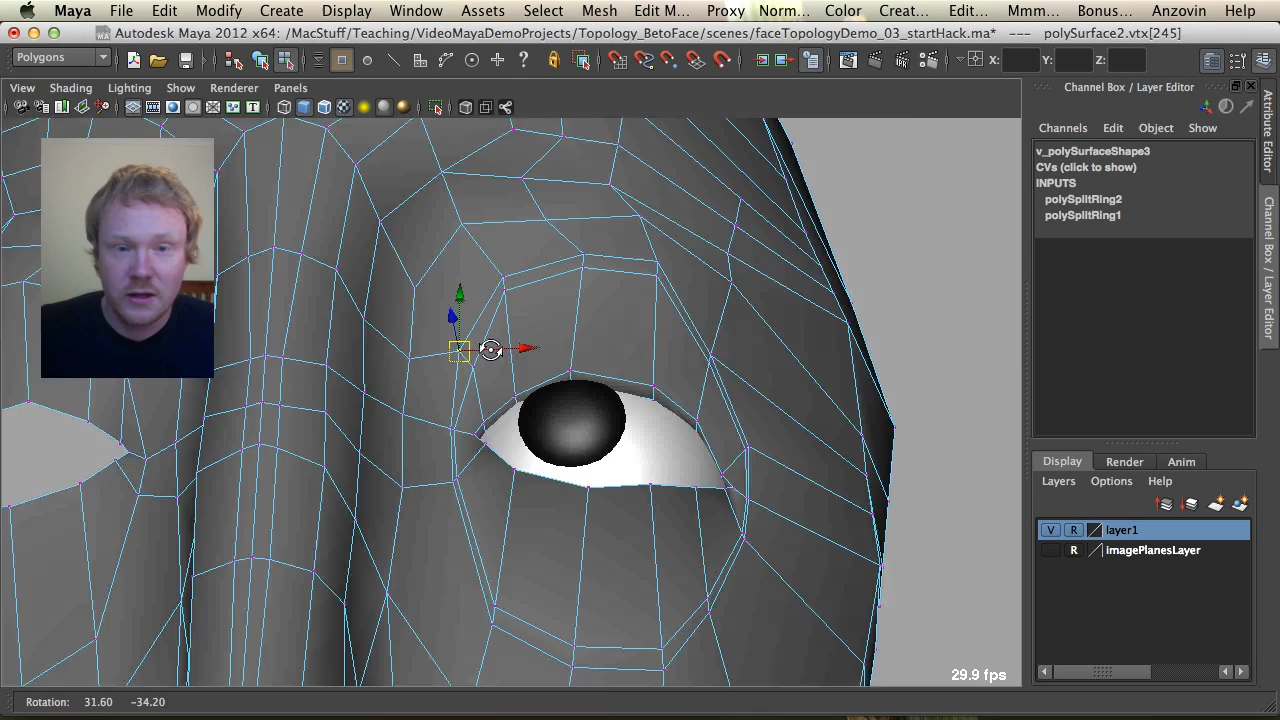 Maya File Edit Modify Create Display Window Assets Select Mesh Edit M... Proxy Norm... Color Creat... Edit... Mmm... Bonus... Anzovin Help
Autodesk Maya 2012 x64: /MacStuff/Teaching/VideoMayaDemoProjects/Topology_BetoFace/scenes/faceTopologyDemo_03_startHack.ma* --- polySurface2.vtx[245]
Polygons
X: Y: Z:
View Shading Lighting Show Renderer Panels
Channel Box / Layer Editor
Channels Edit Object Show
v_polySurfaceShape3
CVs (click to show)
INPUTS
polySplitRing2
polySplitRing1
Attribute Editor
Channel Box / Layer Editor
Display Render Anim
Layers Options Help
V R layer1
R imagePlanesLayer
29.9 fps
Rotation: 31.60 -34.20